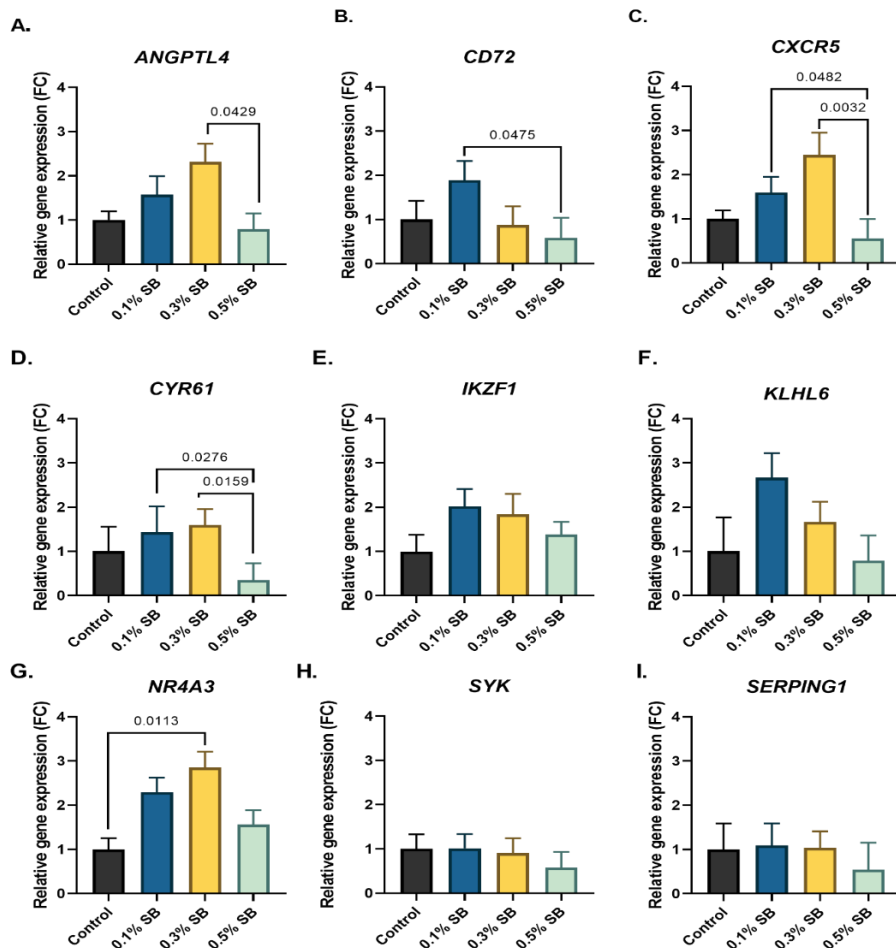 A.
ANGPTL4
Relative gene expression (FC)
4
3
2
1
0
0.0429
Control
0.1% SB
0.3% SB
0.5% SB
B.
CD72
Relative gene expression (FC)
4
3
2
1
0
0.0475
Control
0.1% SB
0.3% SB
0.5% SB
C.
CXCR5
Relative gene expression (FC)
4
3
2
1
0
0.0482
0.0032
Control
0.1% SB
0.3% SB
0.5% SB
D.
CYR61
Relative gene expression (FC)
4
3
2
1
0
0.0276
0.0159
Control
0.1% SB
0.3% SB
0.5% SB
E.
IKZF1
Relative gene expression (FC)
4
3
2
1
0
Control
0.1% SB
0.3% SB
0.5% SB
F.
KLHL6
Relative gene expression (FC)
4
3
2
1
0
Control
0.1% SB
0.3% SB
0.5% SB
G.
NR4A3
Relative gene expression (FC)
4
3
2
1
0
0.0113
Control
0.1% SB
0.3% SB
0.5% SB
H.
SYK
Relative gene expression (FC)
4
3
2
1
0
Control
0.1% SB
0.3% SB
0.5% SB
I.
SERPING1
Relative gene expression (FC)
4
3
2
1
0
Control
0.1% SB
0.3% SB
0.5% SB